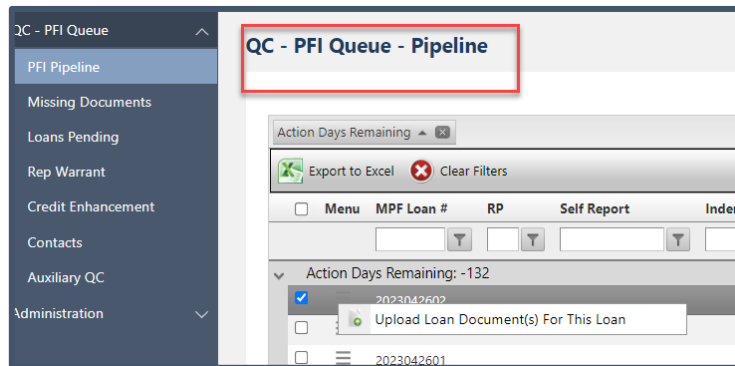 QC - PFI Queue
PFI Pipeline
Missing Documents
Loans Pending
Rep Warrant
Credit Enhancement
Contacts
Auxiliary QC
Administration
QC - PFI Queue - Pipeline
Action Days Remaining
Export to Excel Clear Filters
Menu MPF Loan # RP Self Report Inder
Action Days Remaining: -132
2023042602
Upload Loan Document(s) For This Loan
2023042601